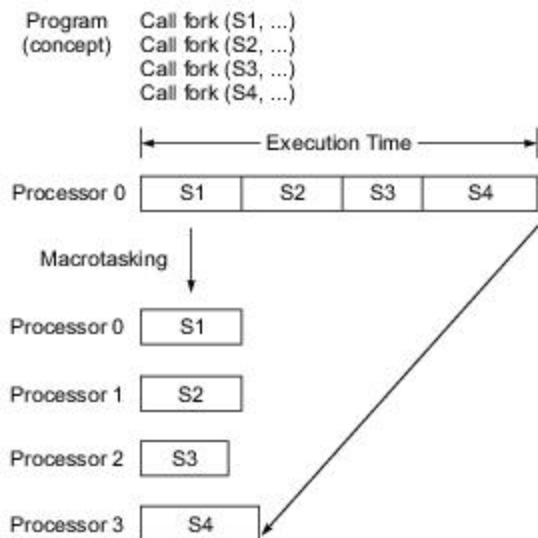 Program
(concept)
Call fork (S1, ...)
Call fork (S2, ...)
Call fork (S3, ...)
Call fork (S4, ...)
Execution Time
Processor 0 S1 S2 S3 S4
Macrotasking
Processor 0 S1
Processor 1 S2
Processor 2 S3
Processor 3 S4